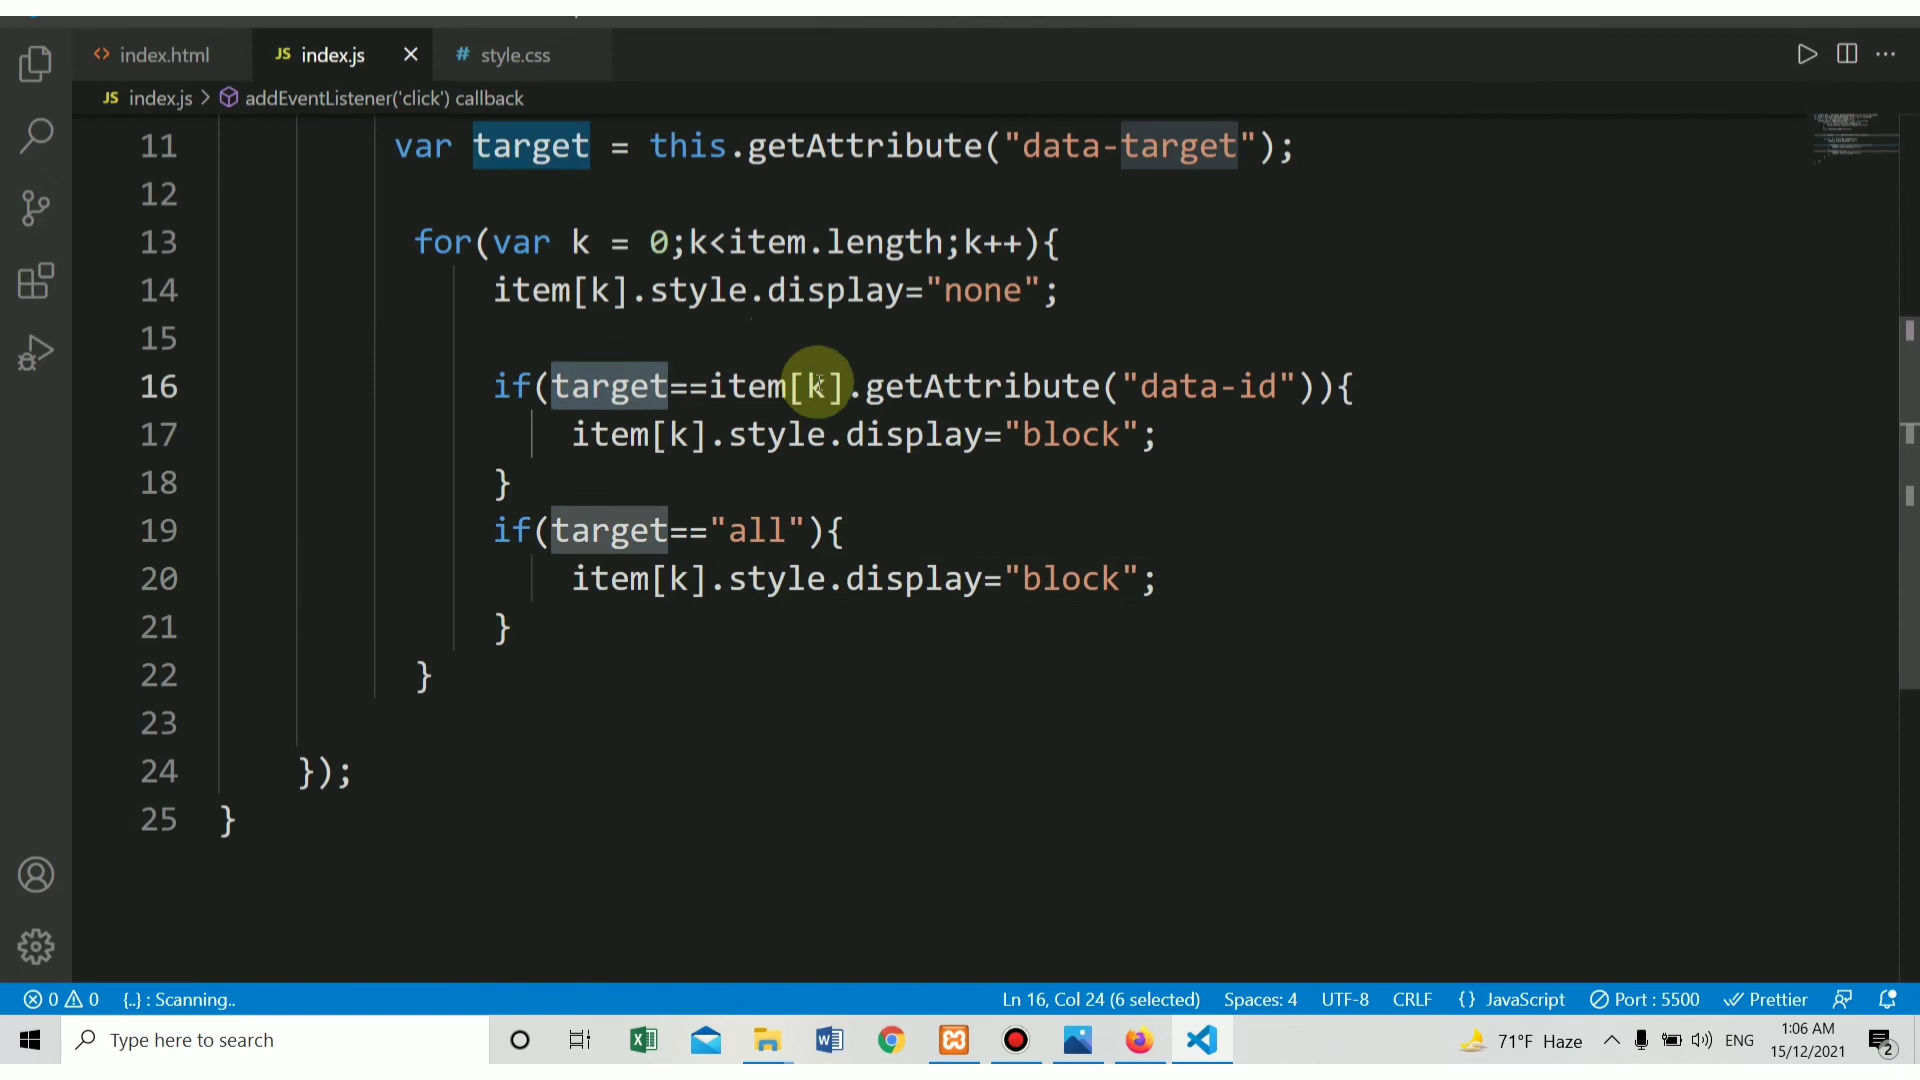 index.html
JS index.js
# style.css
JS index.js > addEventListener('click') callback
11 var target = this.getAttribute("data-target");
12
13 for(var k = 0;k<item.length;k++){
14 item[k].style.display="none";
15
16 if(target==item[k].getAttribute("data-id")){
17 item[k].style.display="block";
18 }
19 if(target=="all"){
20 item[k].style.display="block";
21 }
22 }
23
24 });
25 }
0 0 {..} : Scanning.. Ln 16, Col 24 (6 selected) Spaces: 4 UTF-8 CRLF {} JavaScript Port : 5500 Prettier
Type here to search
71°F Haze
ENG
1:06 AM
15/12/2021
2